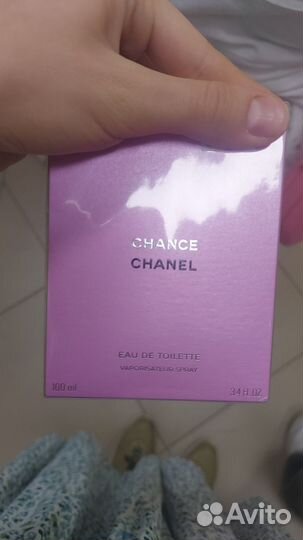 CHANCE
CHANEL
EAU DE TOILETTE
VAPORISATEUR SPRAY
100 ml
3.4 fl. OZ
Avito